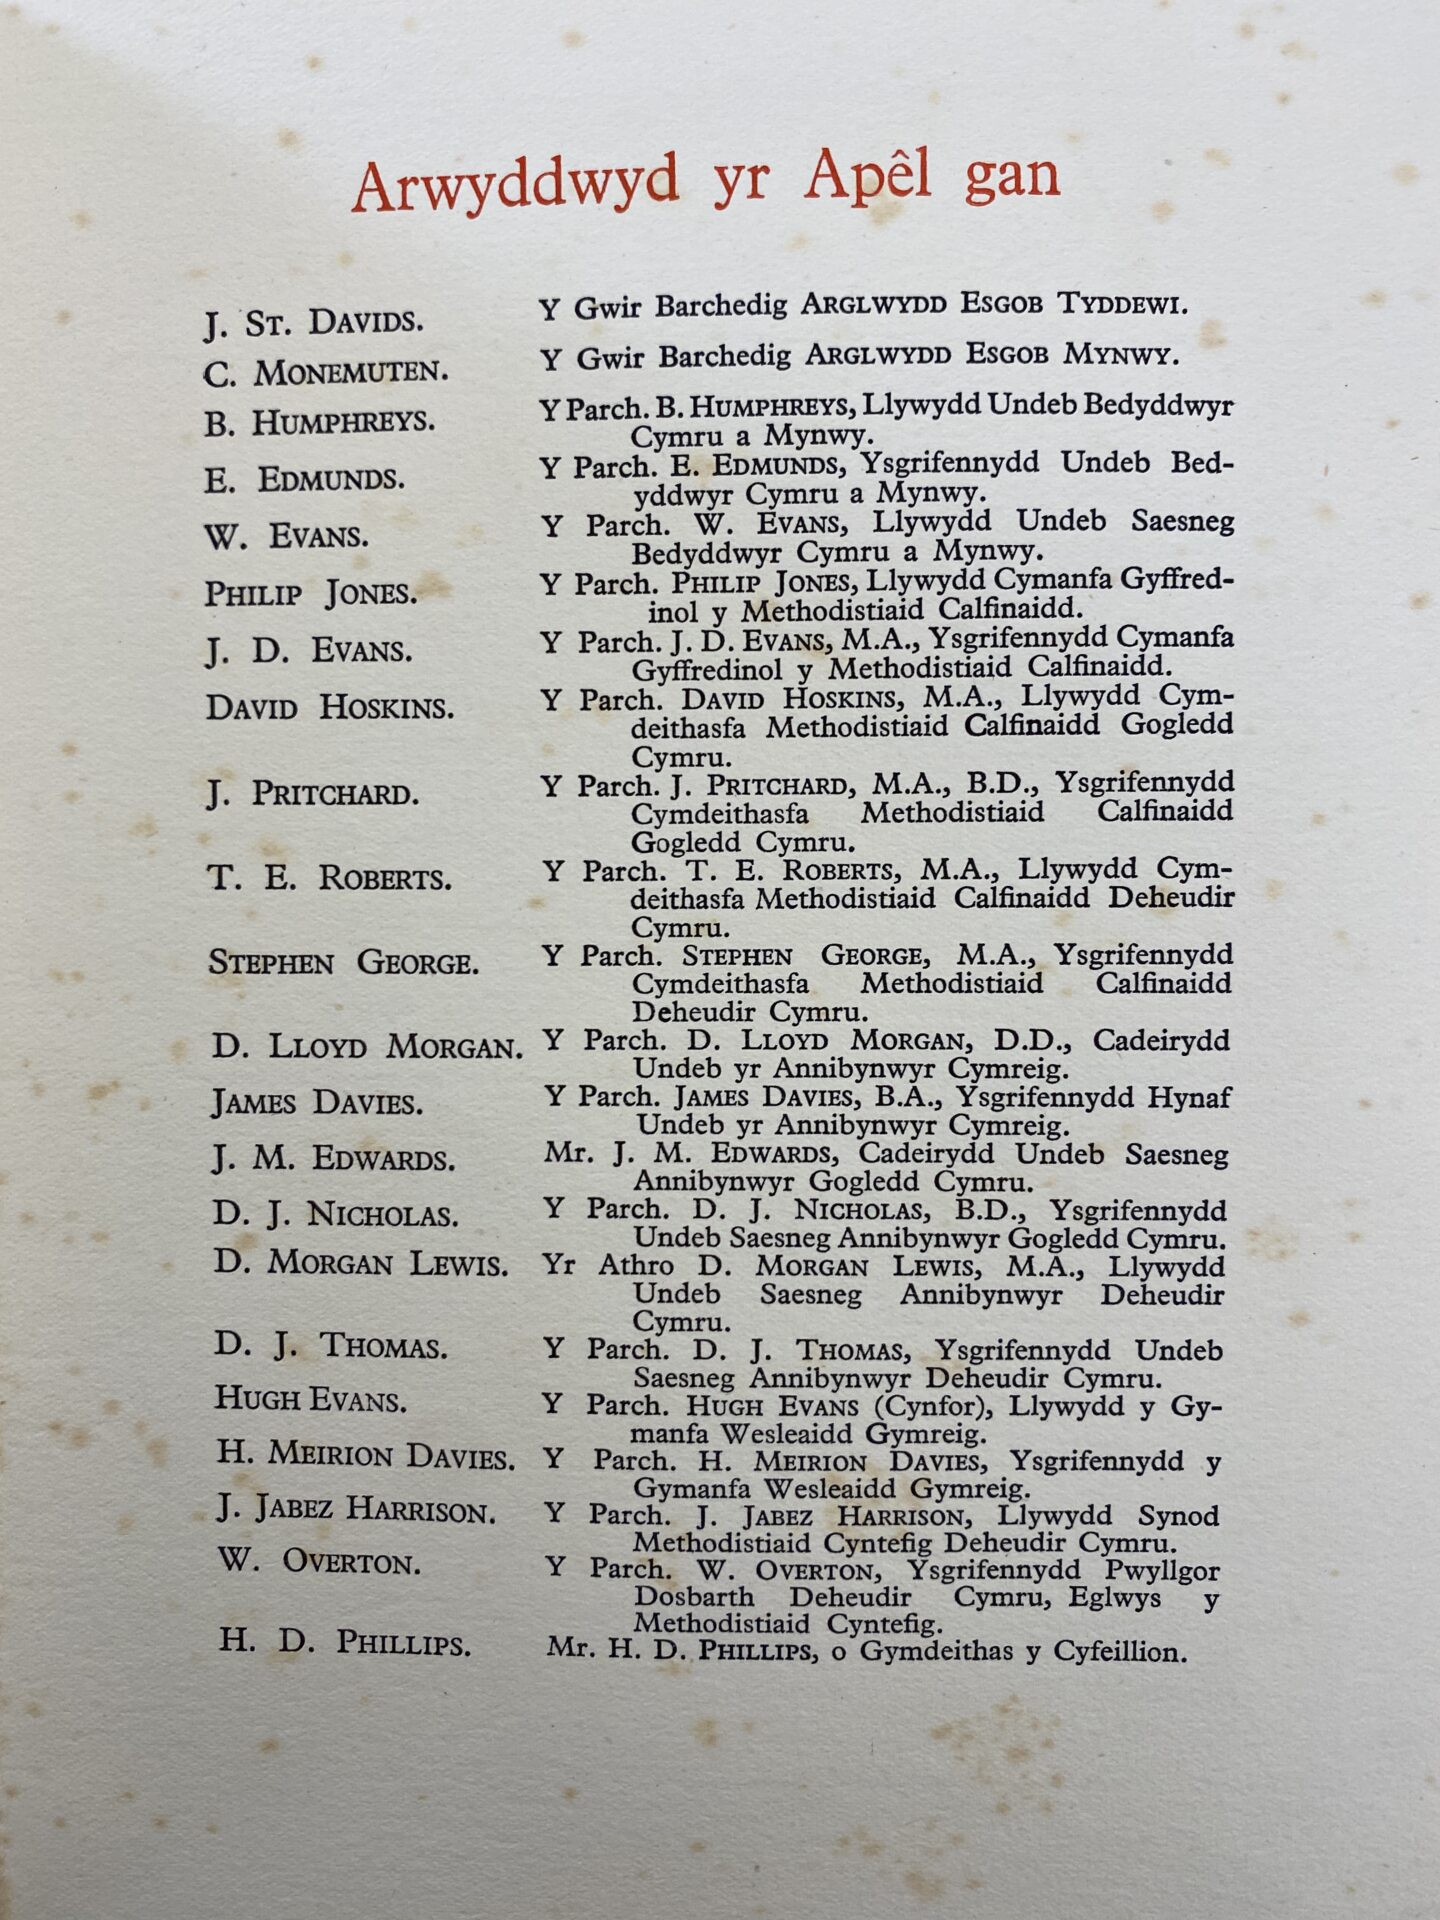 Arwyddwyd yr Apêl gan
J. ST. DAVIDS. Y Gwir Barchedig ARGLWYDD ESGOB TYDDEWI.
C. MONEMUTEN. Y Gwir Barchedig ARGLWYDD ESGOB MYNWY.
B. HUMPHREYS. Y Parch. B. HUMPHREYS, Llywydd Undeb Bedyddwyr
Cymru a Mynwy.
E. EDMUNDS. Y Parch. E. EDMUNDS, Ysgrifennydd Undeb Bed-
yddwyr Cymru a Mynwy.
W. EVANS. Y Parch. W. EVANS, Llywydd Undeb Saesneg
Bedyddwyr Cymru a Mynwy.
PHILIP JONES. Y Parch. PHILIP JONES, Llywydd Cymanfa Gyffred-
inol y Methodistiaid Calfinaidd.
J. D. EVANS. Y Parch. J. D. EVANS, M.A., Ysgrifennydd Cymanfa
Gyffredinol y Methodistiaid Calfinaidd.
DAVID HOSKINS. Y Parch. DAVID HOSKINS, M.A., Llywydd Cym-
deithasfa Methodistiaid Calfinaidd Gogledd
Cymru.
J. PRITCHARD. Y Parch. J. PRITCHARD, M.A., B.D., Ysgrifennydd
Cymdeithasfa Methodistiaid Calfinaidd
Gogledd Cymru.
T. E. ROBERTS. Y Parch. T. E. ROBERTS, M.A., Llywydd Cym-
deithasfa Methodistiaid Calfinaidd Deheudir
Cymru.
STEPHEN GEORGE. Y Parch. STEPHEN GEORGE, M.A., Ysgrifennydd
Cymdeithasfa Methodistiaid Calfinaidd
Deheudir Cymru.
D. LLOYD MORGAN. Y Parch. D. LLOYD MORGAN, D.D., Cadeirydd
Undeb yr Annibynwyr Cymreig.
JAMES DAVIES. Y Parch. JAMES DAVIES, B.A., Ysgrifennydd Hynaf
Undeb yr Annibynwyr Cymreig.
J. M. EDWARDS. Mr. J. M. EDWARDS, Cadeirydd Undeb Saesneg
Annibynwyr Gogledd Cymru.
D. J. NICHOLAS. Y Parch. D. J. NICHOLAS, B.D., Ysgrifennydd
Undeb Saesneg Annibynwyr Gogledd Cymru.
D. MORGAN LEWIS. Yr Athro D. MORGAN LEWIS, M.A., Llywydd
Undeb Saesneg Annibynwyr Deheudir
Cymru.
D. J. THOMAS. Y Parch. D. J. THOMAS, Ysgrifennydd Undeb
Saesneg Annibynwyr Deheudir Cymru.
HUGH EVANS. Y Parch. HUGH EVANS (Cynfor), Llywydd y Gy-
manfa Wesleaidd Gymreig.
H. MEIRION DAVIES. Y Parch. H. MEIRION DAVIES, Ysgrifennydd y
Gymanfa Wesleaidd Gymreig.
J. JABEZ HARRISON. Y Parch. J. JABEZ HARRISON, Llywydd Synod
Methodistiaid Cyntefig Deheudir Cymru.
W. OVERTON. Y Parch. W. OVERTON, Ysgrifennydd Pwyllgor
Dosbarth Deheudir Cymru, Eglwys y
Methodistiaid Cyntefig.
H. D. PHILLIPS. Mr. H. D. PHILLIPS, o Gymdeithas y Cyfeillion.